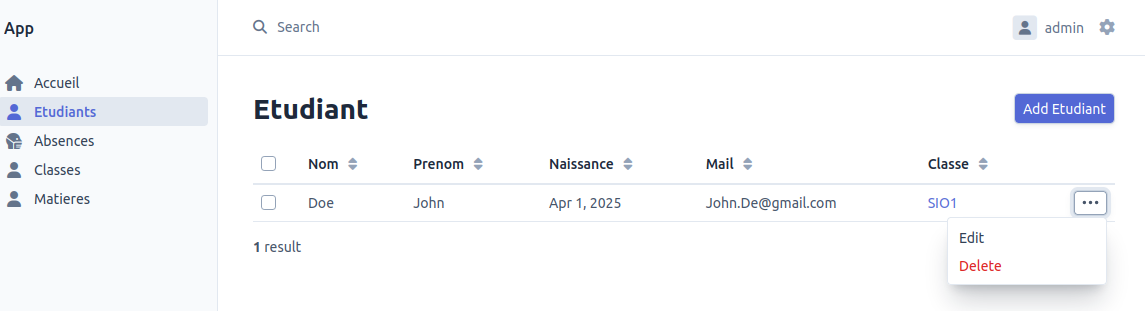 App
Search
admin
Accueil
Etudiants
Absences
Classes
Matieres
Etudiant
Add Etudiant
Nom Prenom Naissance Mail Classe
Doe John Apr 1, 2025 John.De@gmail.com SIO1
1 result
Edit
Delete